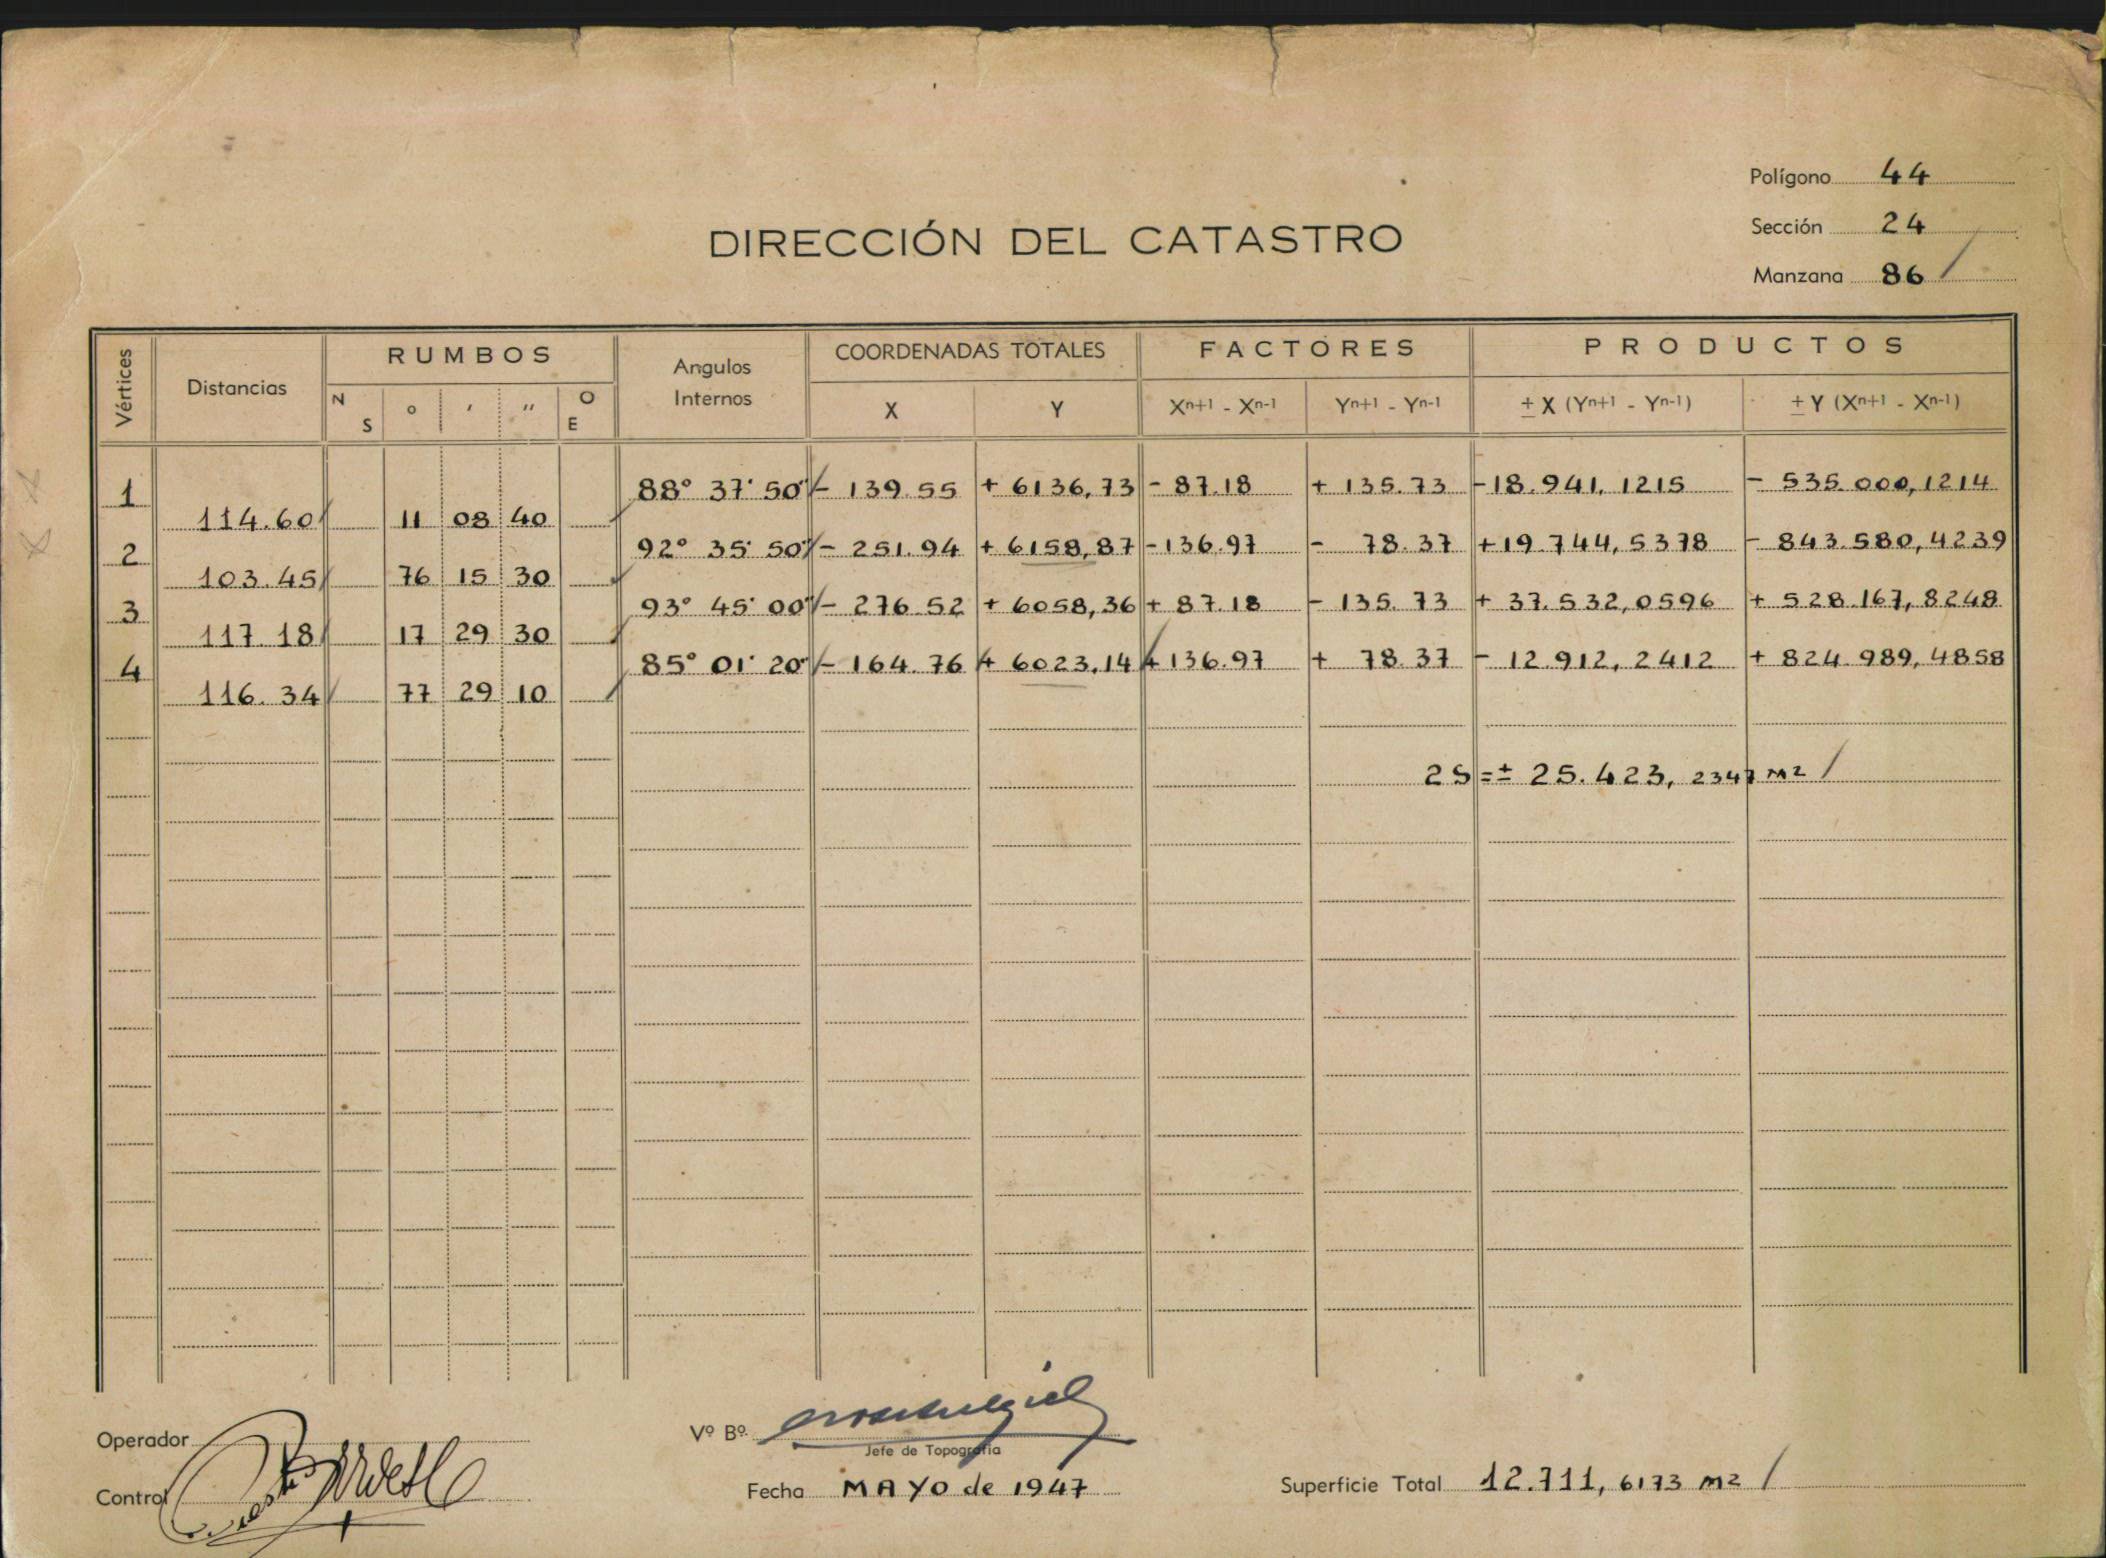 Polígono 44
Sección 24
Manzana 86 /
DIRECCIÓN DEL CATASTRO
Vértices Distancias RUMBOS Angulos Internos COORDENADAS TOTALES FACTORES PRODUCTOS
N S ° ' '' O E X Y Xn+1 - Xn-1 Yn+1 - Yn-1 ± X (Yn+1 - Yn-1) ± Y (Xn+1 - Xn-1)
1 88° 37' 50" - 139.55 + 6136,73 - 87.18 + 135.73 - 18.941,1215 - 535.000,1214
114.60 11 08 40
2 92° 35' 50" - 251.94 + 6158,87 - 136.97 - 78.37 + 19.744,5378 - 843.580,4239
103.45 76 15 30
3 93° 45' 00" - 276.52 + 6058,36 + 87.18 - 135.73 + 37.532,0596 + 528.167,8248
117.18 17 29 30
4 85° 01' 20" - 164.76 + 6023,14 + 136.97 + 78.37 - 12.912,2412 + 824.989,4858
116.34 77 29 10
2S = ± 25.423, 2347 m2 /
Operador
Vº Bº
Jefe de Topografía
Control
Fecha MAYO de 1947
Superficie Total 12.711, 6173 m2 /